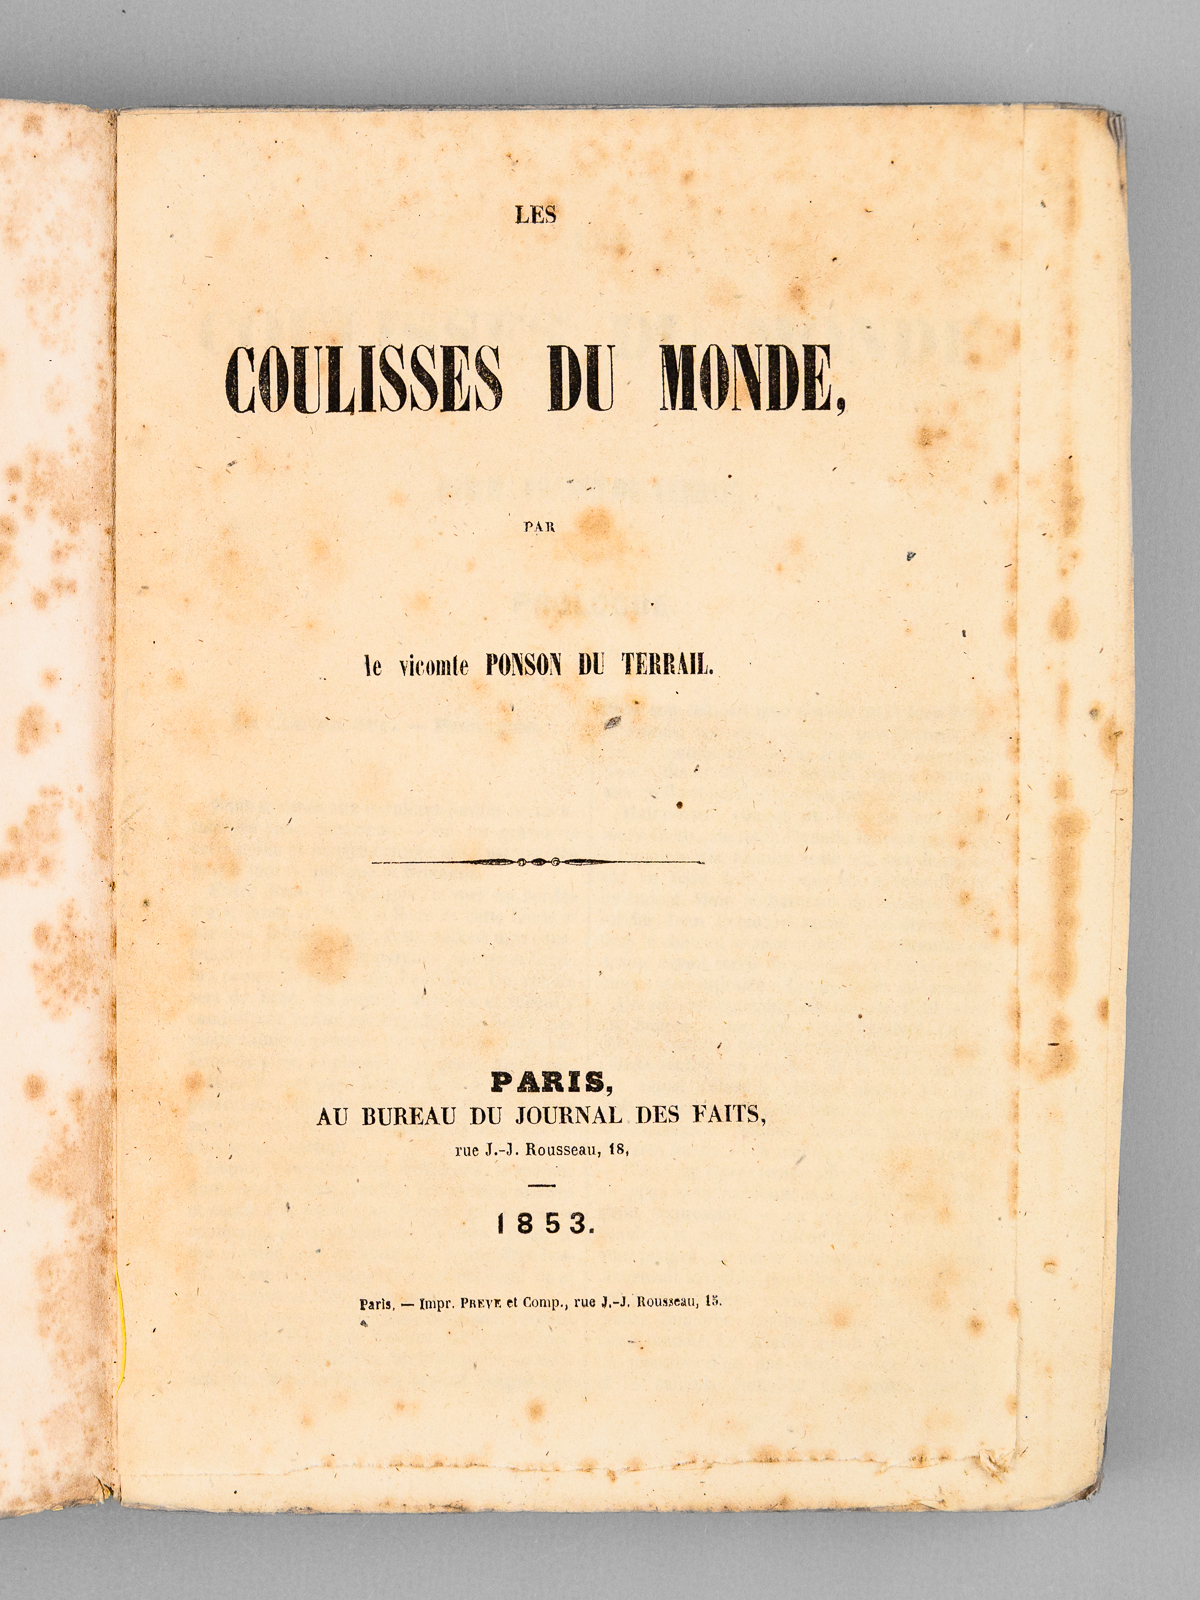 LES
COULISSES DU MONDE,
PAR
le vicomte PONSON DU TERRAIL.
PARIS,
AU BUREAU DU JOURNAL DES FAITS,
rue J.-J. Rousseau, 18,
1853.
Paris. — Impr. PREVE et Comp., rue J.-J. Rousseau, 15.